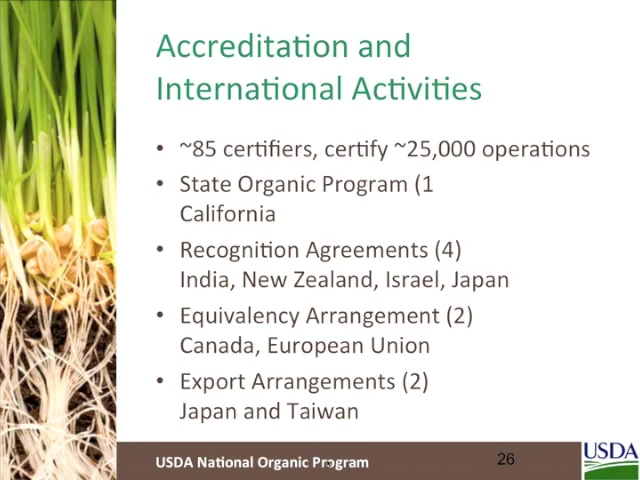 Accreditation and
International Activities
• ~85 certifiers, certify ~25,000 operations
• State Organic Program (1
California
• Recognition Agreements (4)
India, New Zealand, Israel, Japan
• Equivalency Arrangement (2)
Canada, European Union
• Export Arrangements (2)
Japan and Taiwan
USDA National Organic Program
26
USDA